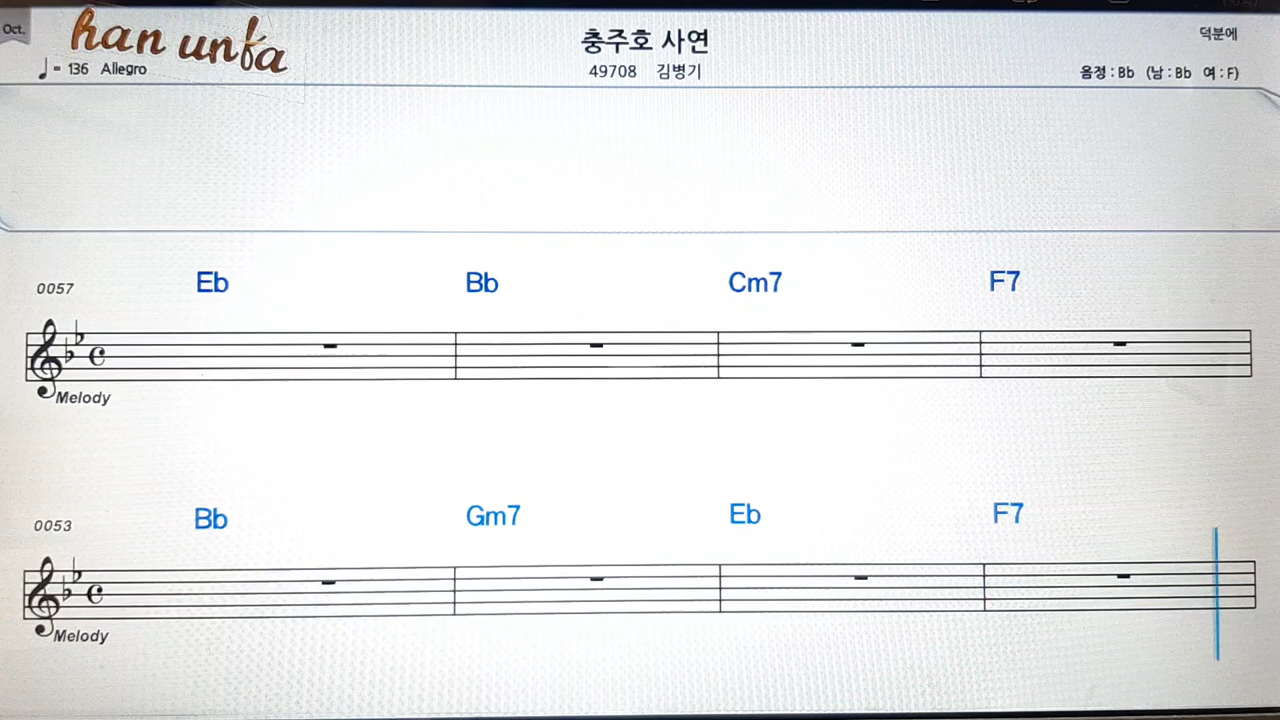 Oct.
han unfa
충주호 사연
덕분에
♩ = 136 Allegro
49708 김병기
음정 : Bb (남 : Bb 여 : F)
0057 Eb Bb Cm7 F7
Melody
0053 Bb Gm7 Eb F7
Melody